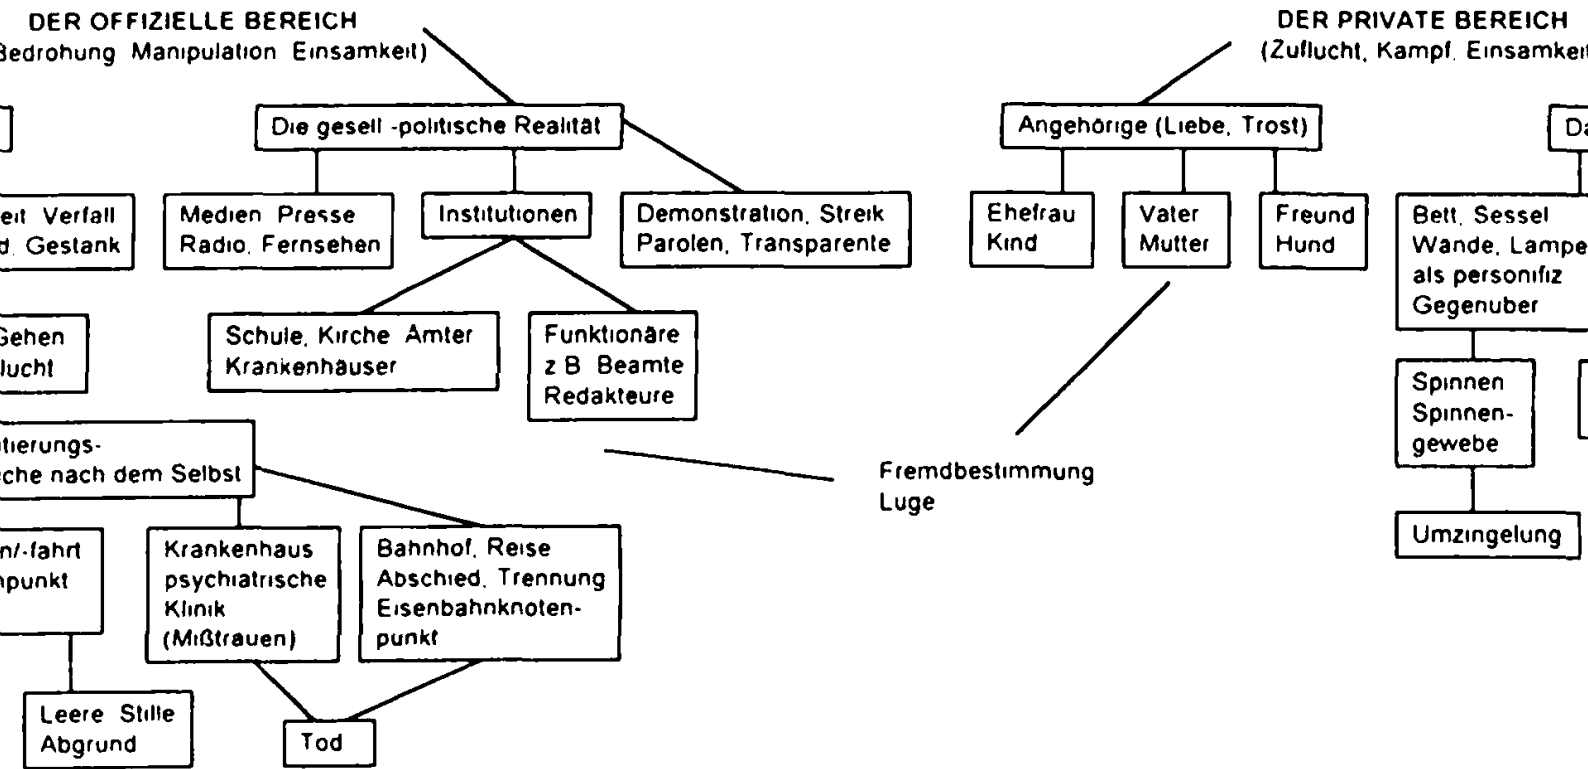 DER OFFIZIELLE BEREICH
Bedrohung Manipulation Einsamkeit)
DER PRIVATE BEREICH
(Zuflucht, Kampf. Einsamkeit
Die gesell -politische Realität
Angehörige (Liebe, Trost)
Da
eit Verfall
d. Gestank
Medien Presse
Radio, Fernsehen
Institutionen
Demonstration, Streik
Parolen, Transparente
Ehefrau
Kind
Vater
Mutter
Freund
Hund
Bett, Sessel
Wande, Lampe
als personifiz
Gegenuber
Gehen
lucht
Schule, Kirche Amter
Krankenhäuser
Funktionäre
z B Beamte
Redakteure
Spinnen
Spinnen-
gewebe
tierungs-
che nach dem Selbst
Fremdbestimmung
Luge
n/-fahrt
npunkt
Krankenhaus
psychiatrische
Klinik
(Mißtrauen)
Bahnhof, Reise
Abschied, Trennung
Eisenbahnknoten-
punkt
Umzingelung
Leere Stille
Abgrund
Tod